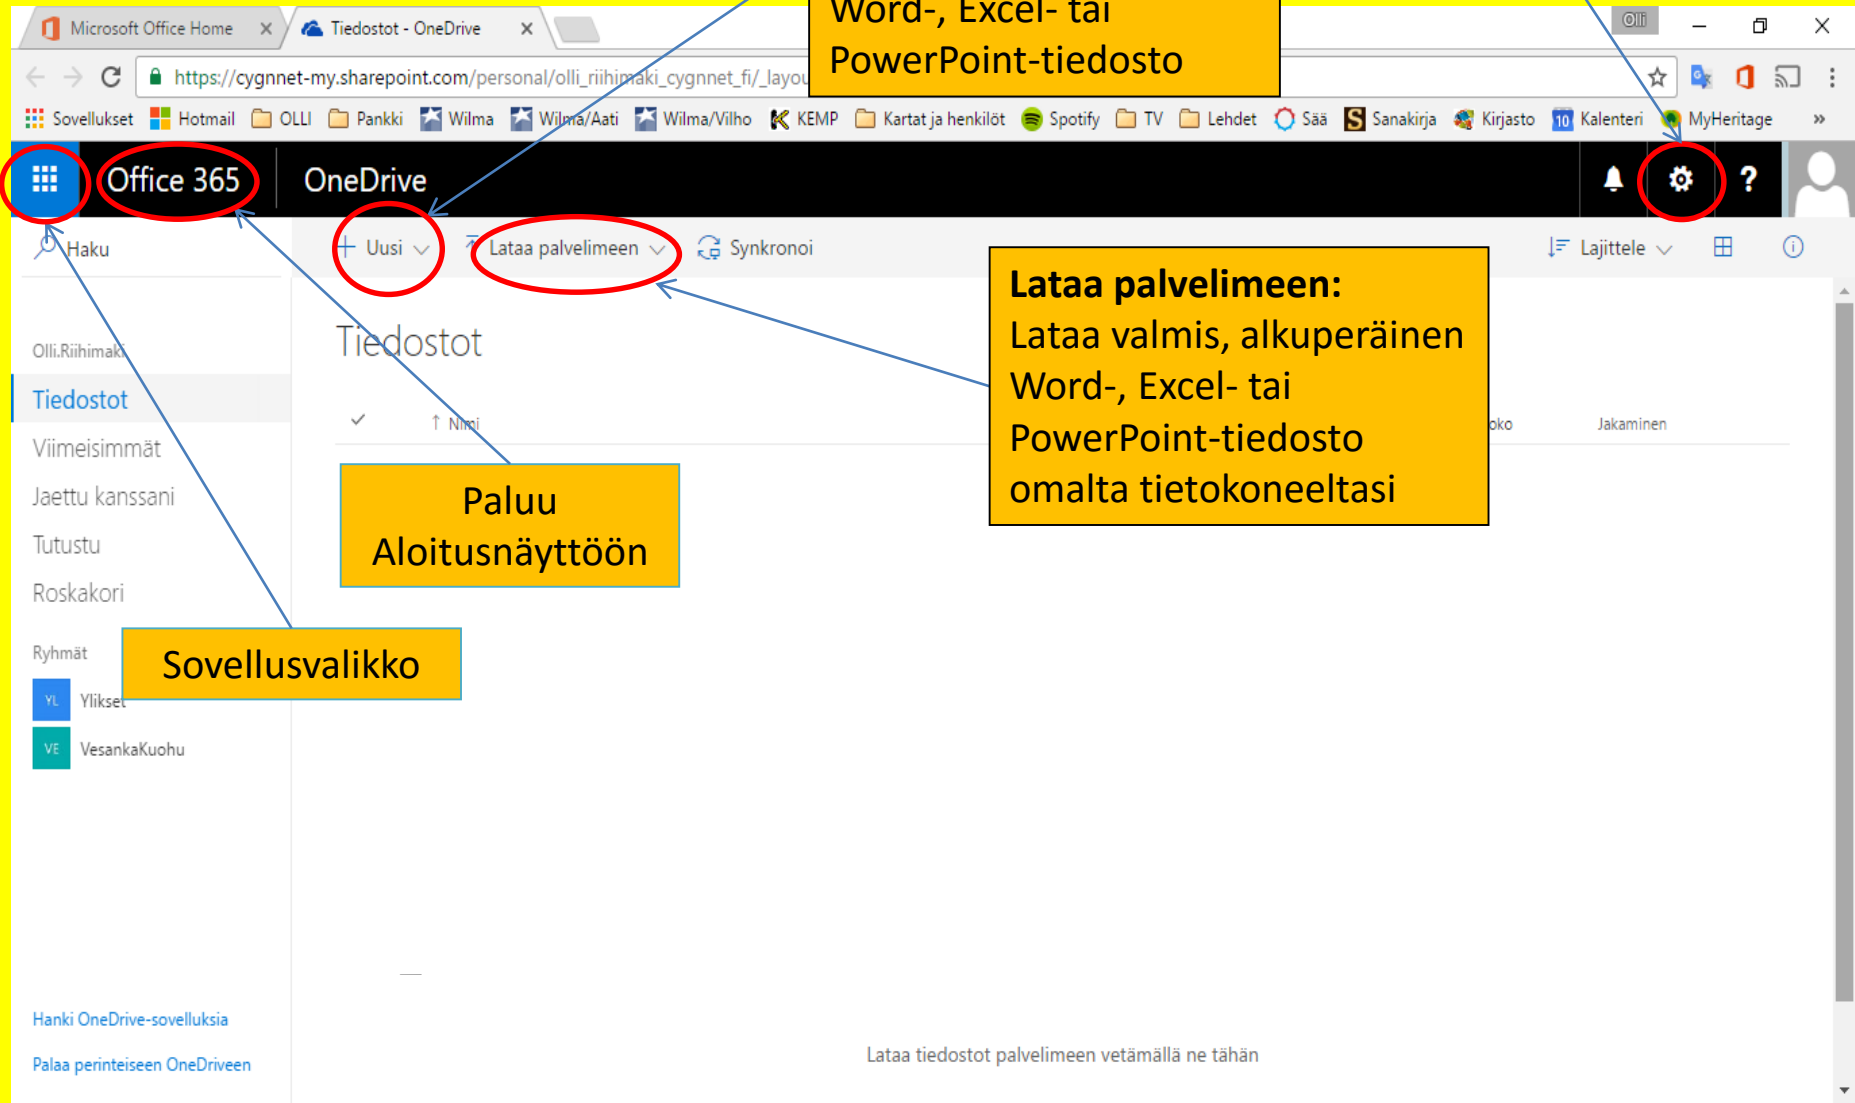 Word-, Excel- tai
PowerPoint-tiedosto
Microsoft Office Home
Tiedostot - OneDrive
Olli
https://cygnnet-my.sharepoint.com/personal/olli_riihimaki_cygnnet_fi/_layou
Sovellukset Hotmail OLLI Pankki Wilma Wilma/Aati Wilma/Vilho KEMP Kartat ja henkilöt Spotify TV Lehdet Sää Sanakirja Kirjasto 10 Kalenteri MyHeritage »
Office 365 OneDrive ?
Haku
+ Uusi Lataa palvelimeen Synkronoi Lajittele
Lataa palvelimeen:
Lataa valmis, alkuperäinen
Word-, Excel- tai
PowerPoint-tiedosto
omalta tietokoneeltasi
Tiedostot
Olli.Riihimaki
Tiedostot
Viimeisimmät
Jaettu kanssani
Tutustu
Roskakori
↑ Nimi oko Jakaminen
Paluu
Aloitusnäyttöön
Sovellusvalikko
Ryhmät
YL Ylikset
VE VesankaKuohu
Hanki OneDrive-sovelluksia
Palaa perinteiseen OneDriveen
Lataa tiedostot palvelimeen vetämällä ne tähän